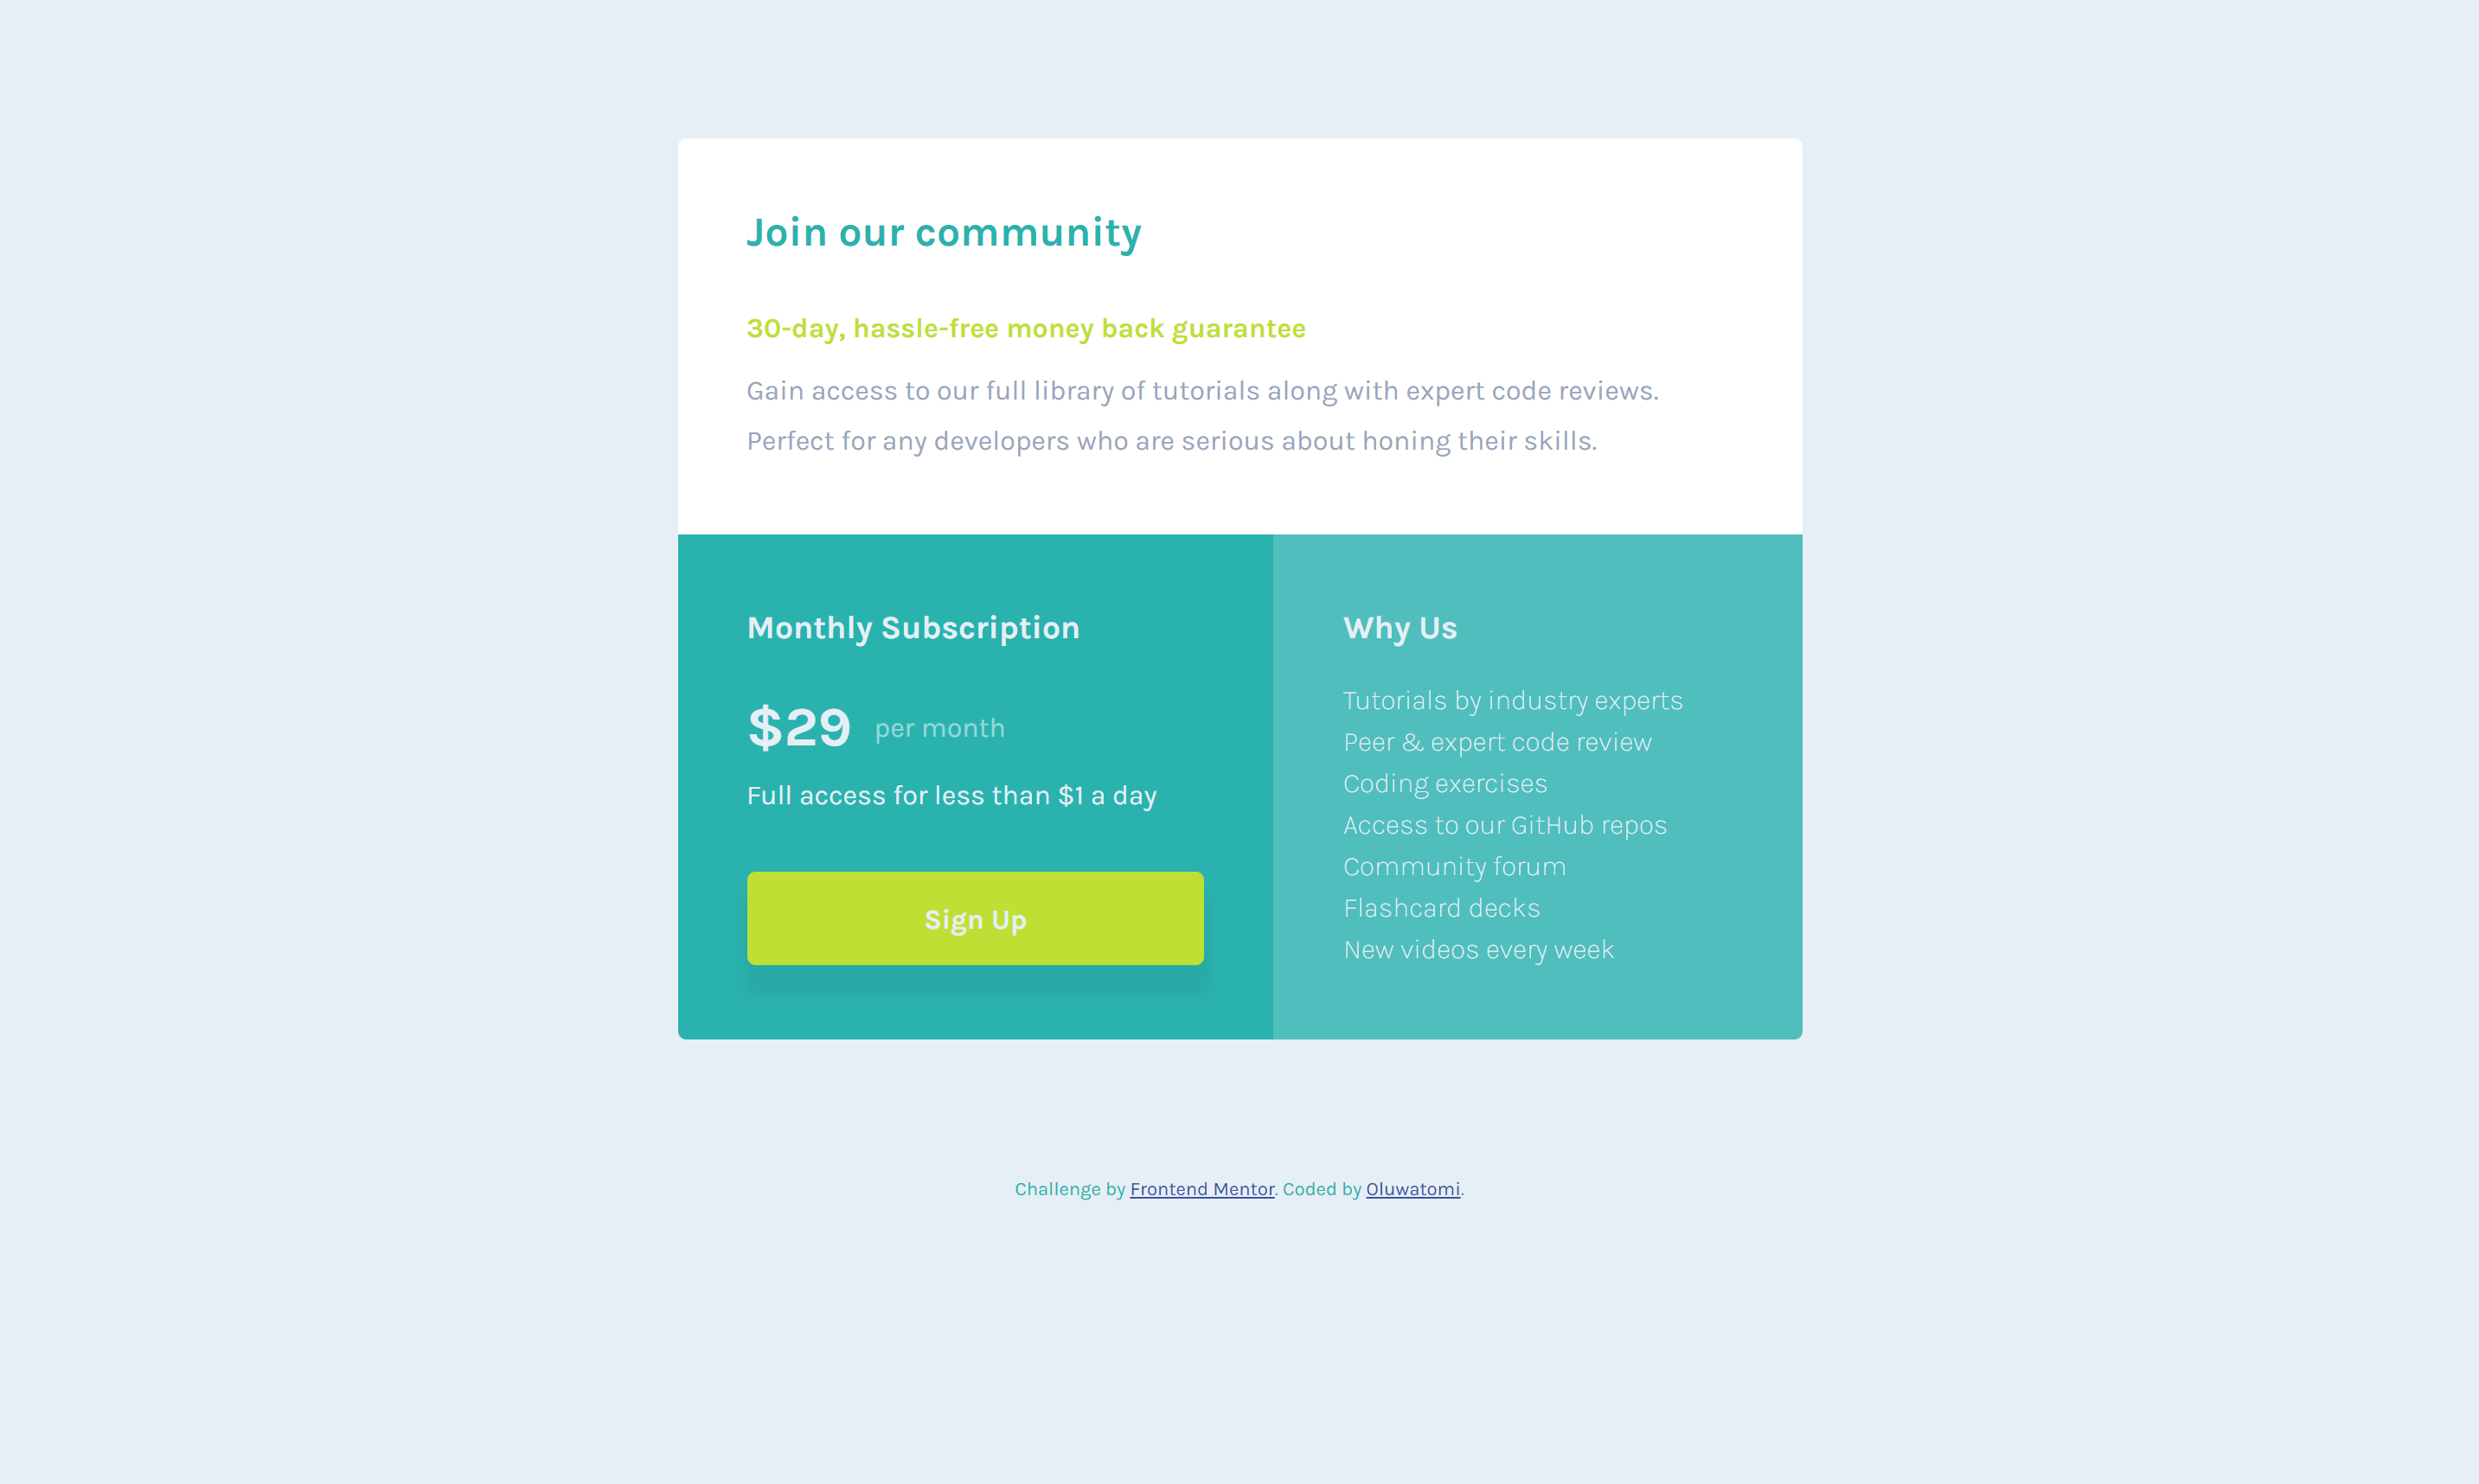 Join our community
30-day, hassle-free money back guarantee
Gain access to our full library of tutorials along with expert code reviews.
Perfect for any developers who are serious about honing their skills.
Monthly Subscription
$29 per month
Full access for less than $1 a day
Sign Up
Why Us
Tutorials by industry experts
Peer & expert code review
Coding exercises
Access to our GitHub repos
Community forum
Flashcard decks
New videos every week
Challenge by Frontend Mentor. Coded by Oluwatomi.